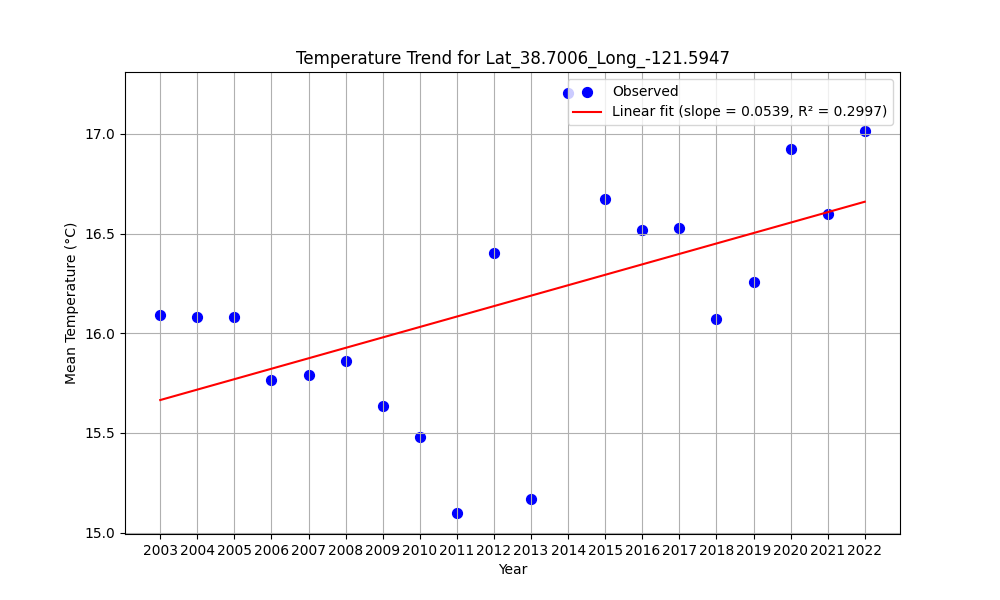 Temperature Trend for Lat_38.7006_Long_-121.5947
Observed
Linear fit (slope = 0.0539, R² = 0.2997)
Mean Temperature (°C)
17.0
16.5
16.0
15.5
15.0
2003 2004 2005 2006 2007 2008 2009 2010 2011 2012 2013 2014 2015 2016 2017 2018 2019 2020 2021 2022
Year